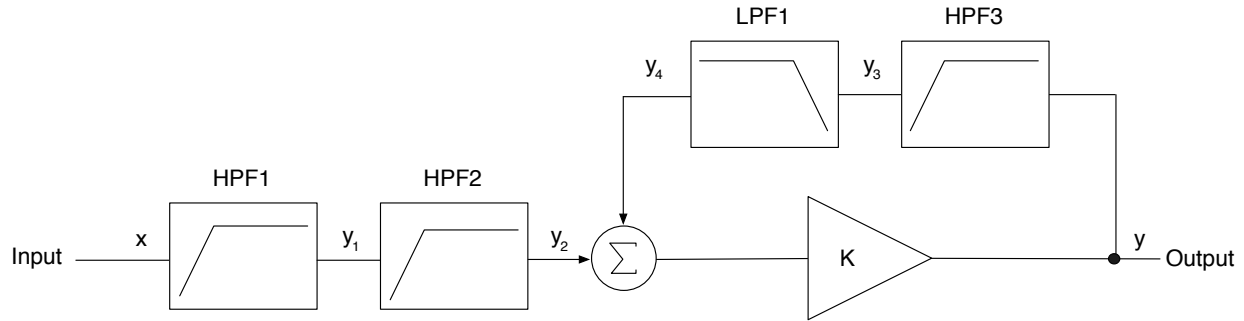 LPF1
HPF3
y₄
y₃
HPF1
HPF2
Input
x
y₁
y₂
Σ
K
y
Output